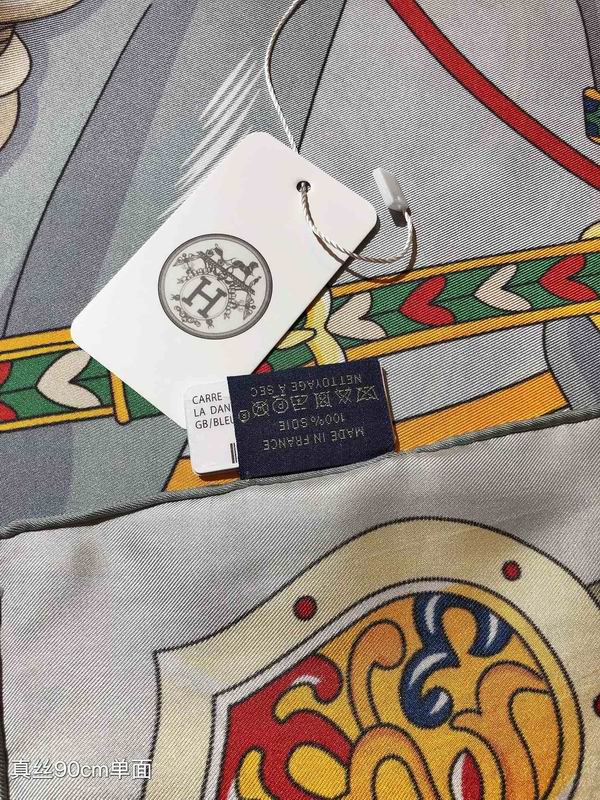 H
CARRE
LA DAN
GB/BLEU
NETTOYAGE À SEC
100% SOIE
MADE IN FRANCE
真丝90cm单面